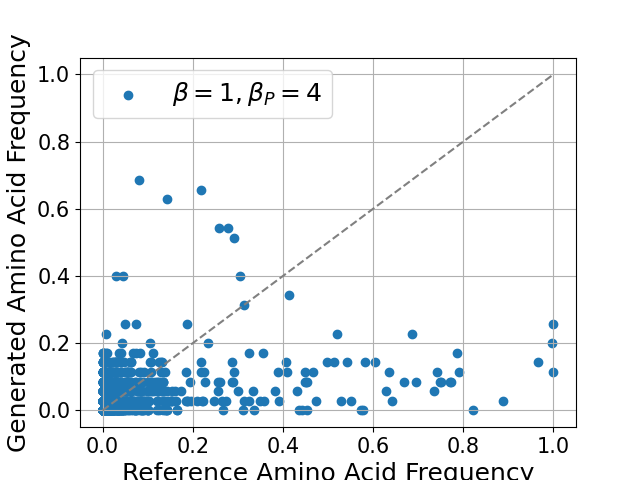 Generated Amino Acid Frequency
1.0
0.8
0.6
0.4
0.2
0.0
β = 1, β_P = 4
0.0 0.2 0.4 0.6 0.8 1.0
Reference Amino Acid Frequency